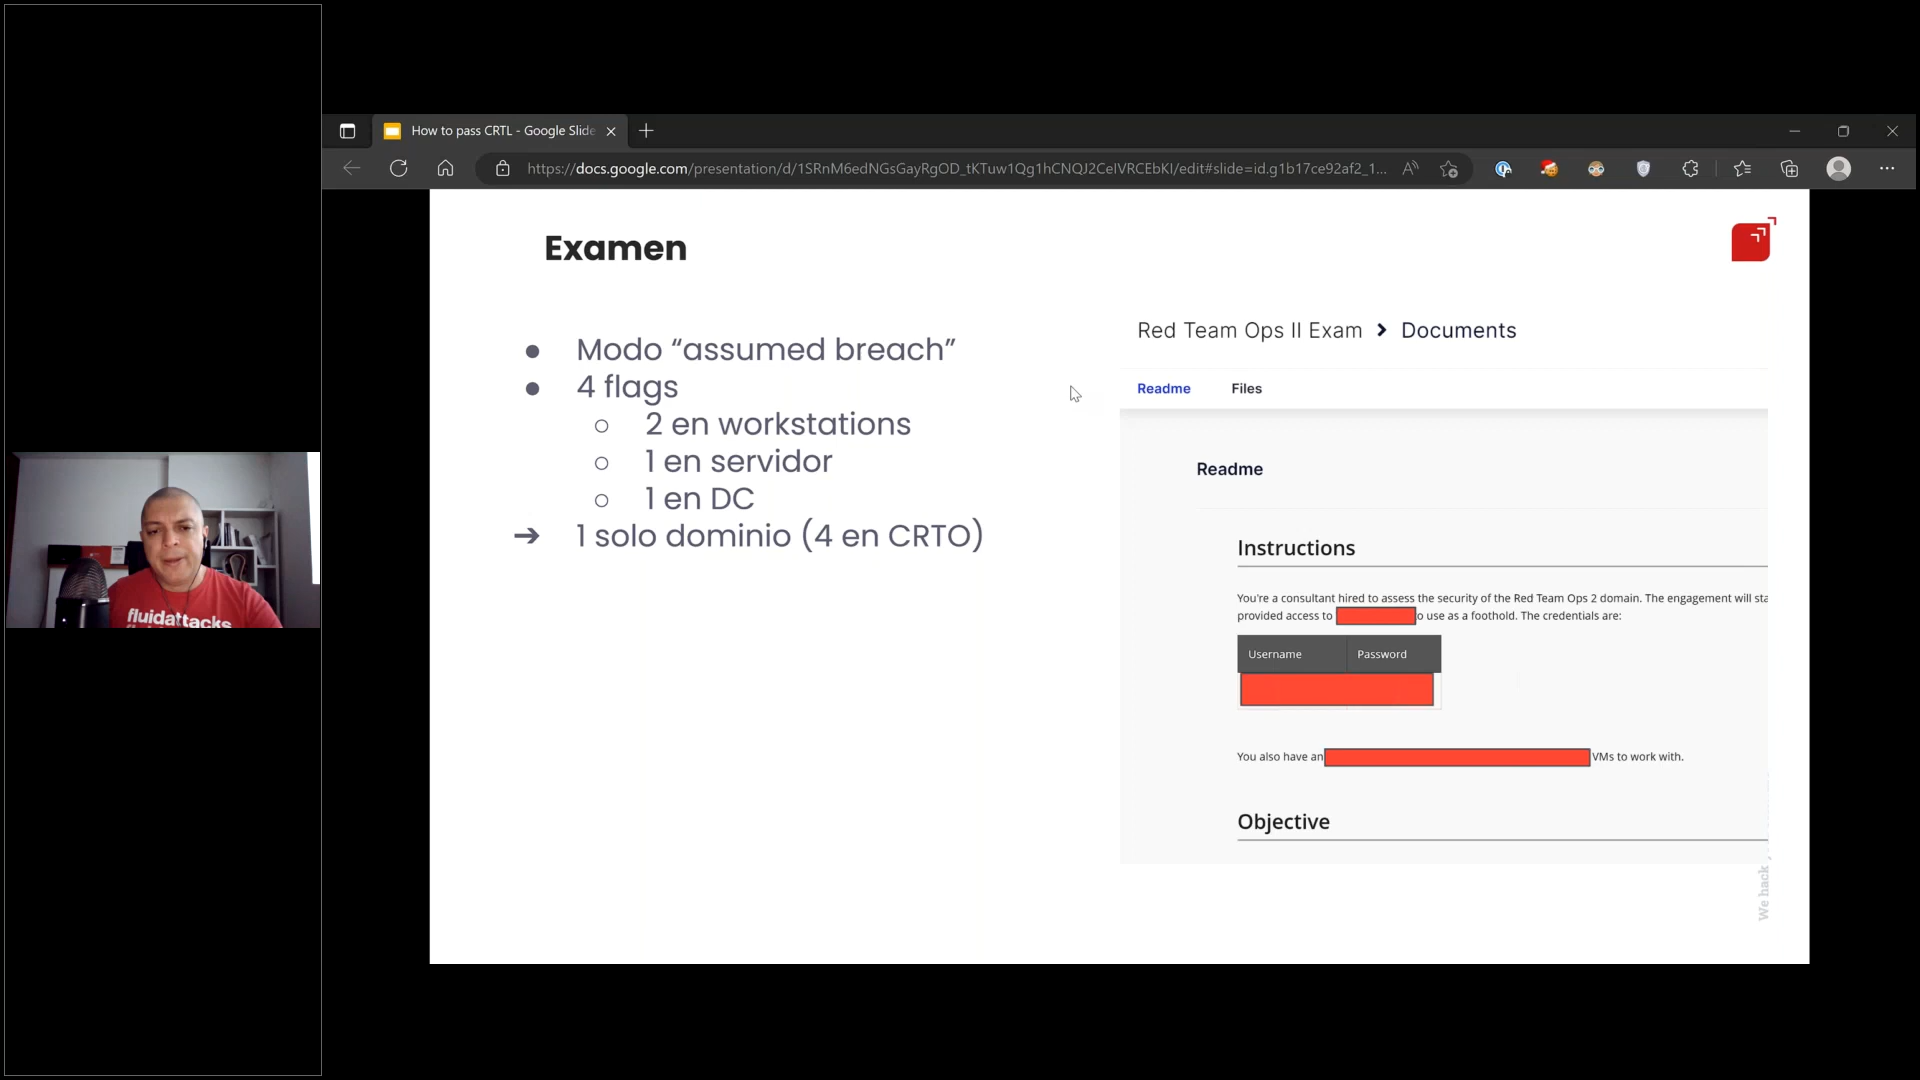 How to pass CRTL - Google Slide
https://docs.google.com/presentation/d/1SRnM6edNGsGayRgOD_tKTuw1Qg1hCNQJ2CeIVRCEbKI/edit#slide=id.g1b17ce92af2_1...
Examen
Modo “assumed breach”
4 flags
2 en workstations
1 en servidor
1 en DC
➔ 1 solo dominio (4 en CRTO)
Red Team Ops II Exam > Documents
Readme Files
Readme
Instructions
You're a consultant hired to assess the security of the Red Team Ops 2 domain. The engagement will sta
provided access to o use as a foothold. The credentials are:
Username Password
You also have an VMs to work with.
Objective
We hack
fluidattacks